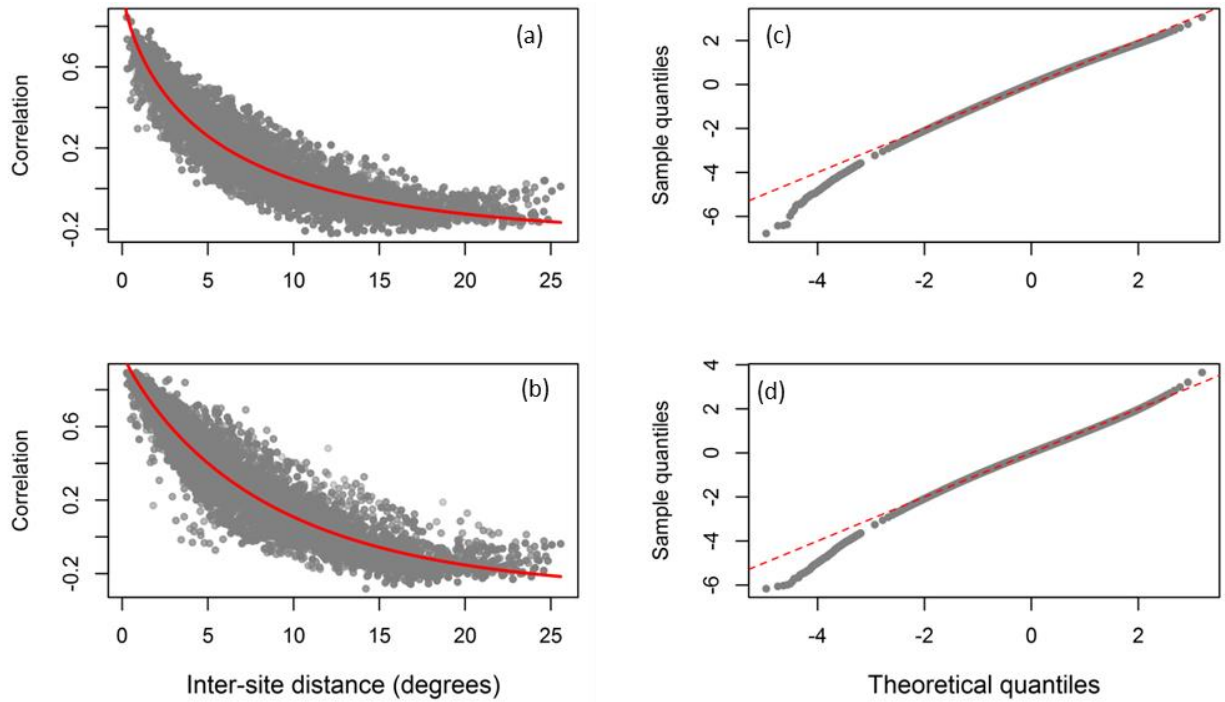 (a)
Correlation
0.6
0.2
-0.2
0 5 10 15 20 25
(b)
Correlation
0.6
0.2
-0.2
0 5 10 15 20 25
Inter-site distance (degrees)
(c)
Sample quantiles
2
0
-2
-4
-6
-4 -2 0 2
(d)
Sample quantiles
4
2
0
-2
-4
-6
-4 -2 0 2
Theoretical quantiles